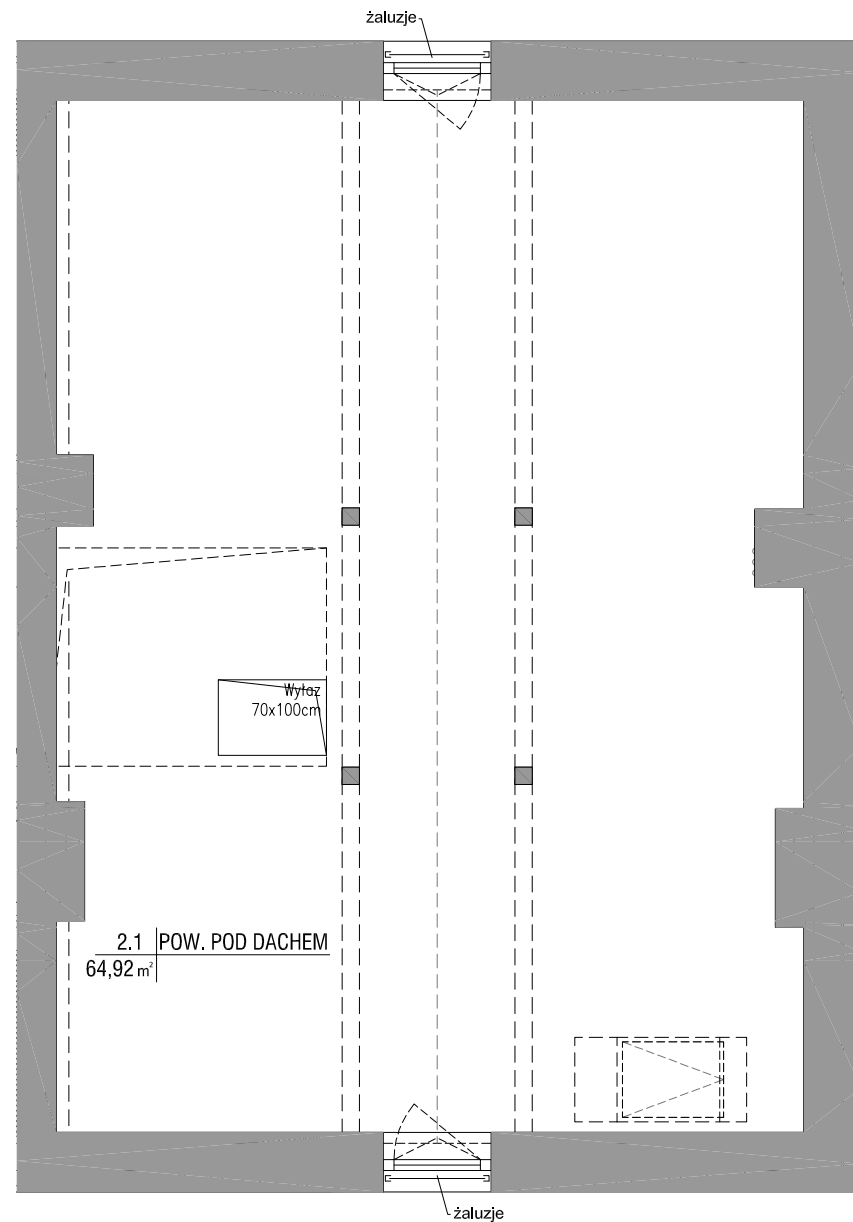 żaluzje
Wyłaz
70x100cm
2.1 POW. POD DACHEM
64,92 m²
żaluzje